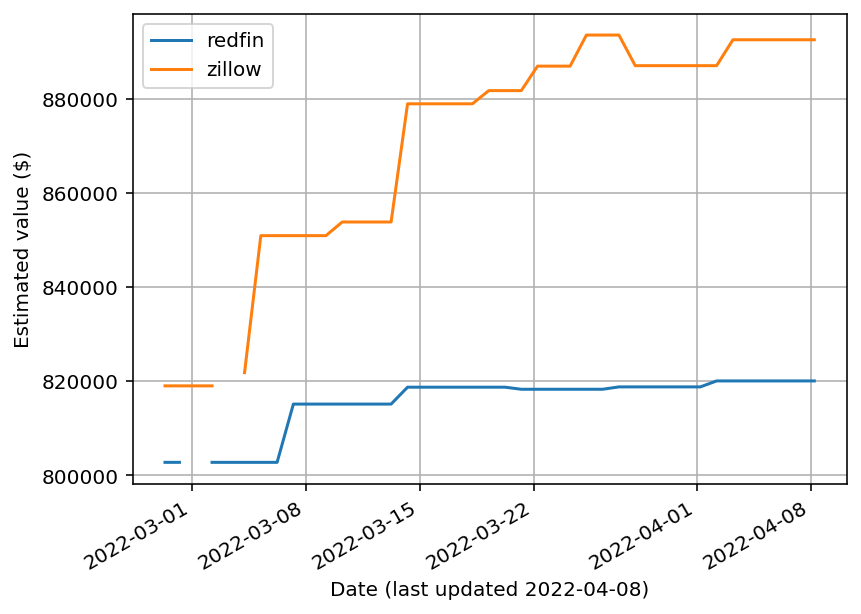 redfin
zillow
Estimated value ($)
880000
860000
840000
820000
800000
2022-03-01
2022-03-08
2022-03-15
2022-03-22
2022-04-01
2022-04-08
Date (last updated 2022-04-08)